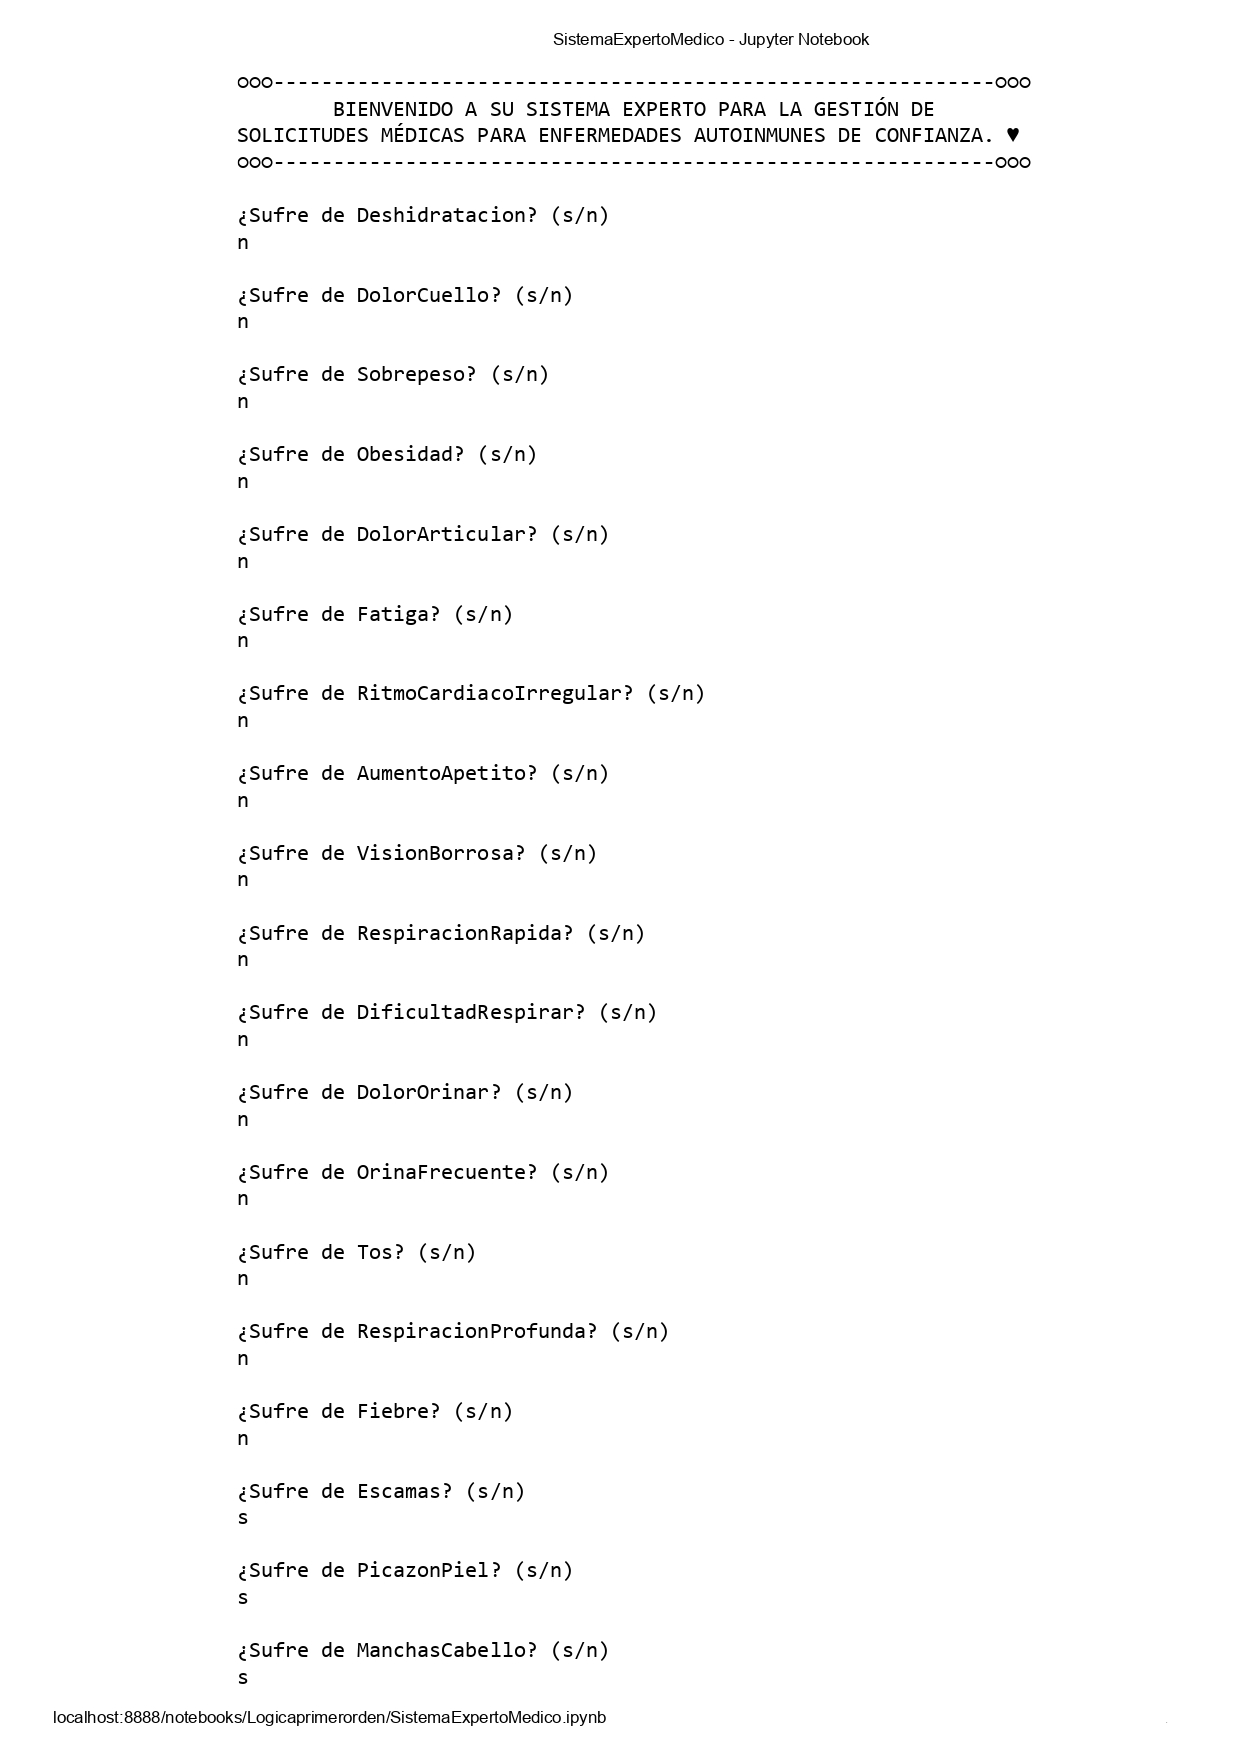 SistemaExpertoMedico - Jupyter Notebook
ooo------------------------------------------------------------ooo
BIENVENIDO A SU SISTEMA EXPERTO PARA LA GESTIÓN DE
SOLICITUDES MÉDICAS PARA ENFERMEDADES AUTOINMUNES DE CONFIANZA. ♥
ooo------------------------------------------------------------ooo
¿Sufre de Deshidratacion? (s/n)
n
¿Sufre de DolorCuello? (s/n)
n
¿Sufre de Sobrepeso? (s/n)
n
¿Sufre de Obesidad? (s/n)
n
¿Sufre de DolorArticular? (s/n)
n
¿Sufre de Fatiga? (s/n)
n
¿Sufre de RitmoCardiacoIrregular? (s/n)
n
¿Sufre de AumentoApetito? (s/n)
n
¿Sufre de VisionBorrosa? (s/n)
n
¿Sufre de RespiracionRapida? (s/n)
n
¿Sufre de DificultadRespirar? (s/n)
n
¿Sufre de DolorOrinar? (s/n)
n
¿Sufre de OrinaFrecuente? (s/n)
n
¿Sufre de Tos? (s/n)
n
¿Sufre de RespiracionProfunda? (s/n)
n
¿Sufre de Fiebre? (s/n)
n
¿Sufre de Escamas? (s/n)
s
¿Sufre de PicazonPiel? (s/n)
s
¿Sufre de ManchasCabello? (s/n)
s
localhost:8888/notebooks/Logicaprimerorden/SistemaExpertoMedico.ipynb